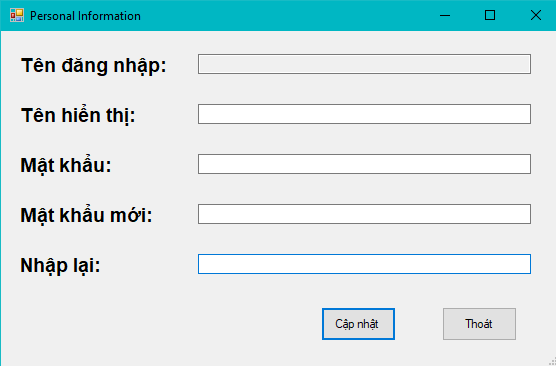 Personal Information
Tên đăng nhập:
Tên hiển thị:
Mật khẩu:
Mật khẩu mới:
Nhập lại:
Cập nhật
Thoát